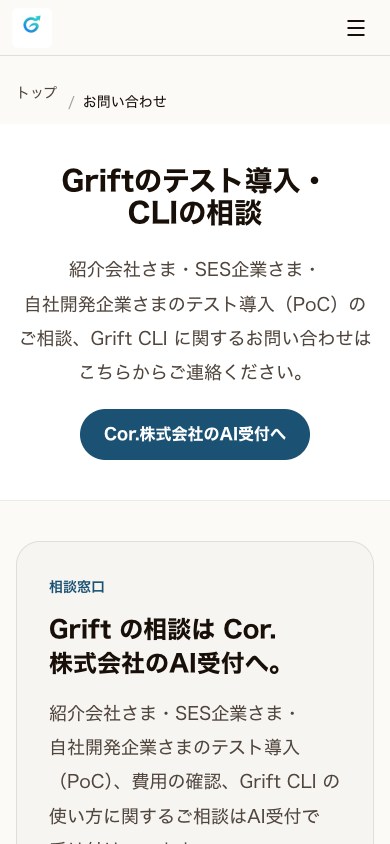 トップ / お問い合わせ
Griftのテスト導入・
CLIの相談
紹介会社さま・SES企業さま・
自社開発企業さまのテスト導入（PoC）の
ご相談、Grift CLI に関するお問い合わせは
こちらからご連絡ください。
Cor.株式会社のAI受付へ
相談窓口
Grift の相談は Cor.
株式会社のAI受付へ。
紹介会社さま・SES企業さま・
自社開発企業さまのテスト導入
（PoC）、費用の確認、Grift CLI の
使い方に関するご相談はAI受付で